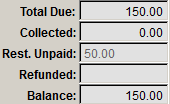 Total Due: 150.00
Collected: 0.00
Rest. Unpaid: 50.00
Refunded:
Balance: 150.00